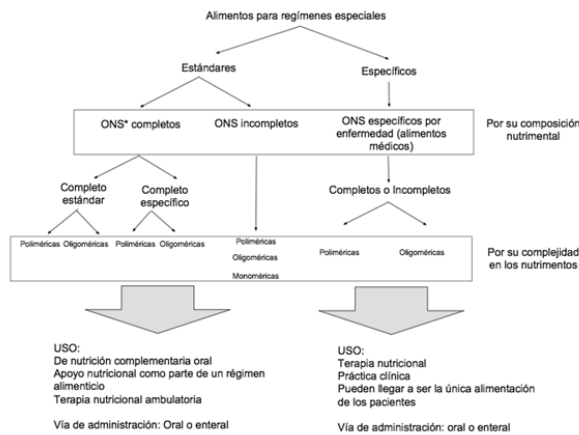 Alimentos para regímenes especiales
Estándares
Específicos
ONS* completos
ONS incompletos
ONS específicos por
enfermedad (alimentos
médicos)
Por su composición
nutrimental
Completo
estándar
Completo
específico
Completos o Incompletos
Poliméricas
Oligoméricas
Poliméricas
Oligoméricas
Poliméricas
Oligoméricas
Monoméricas
Poliméricas
Oligoméricas
Por su complejidad
en los nutrimentos
USO:
De nutrición complementaria oral
Apoyo nutricional como parte de un régimen
alimenticio
Terapia nutricional ambulatoria
Vía de administración: Oral o enteral
USO:
Terapia nutricional
Práctica clínica
Pueden llegar a ser la única alimentación
de los pacientes
Vía de administración: oral o enteral